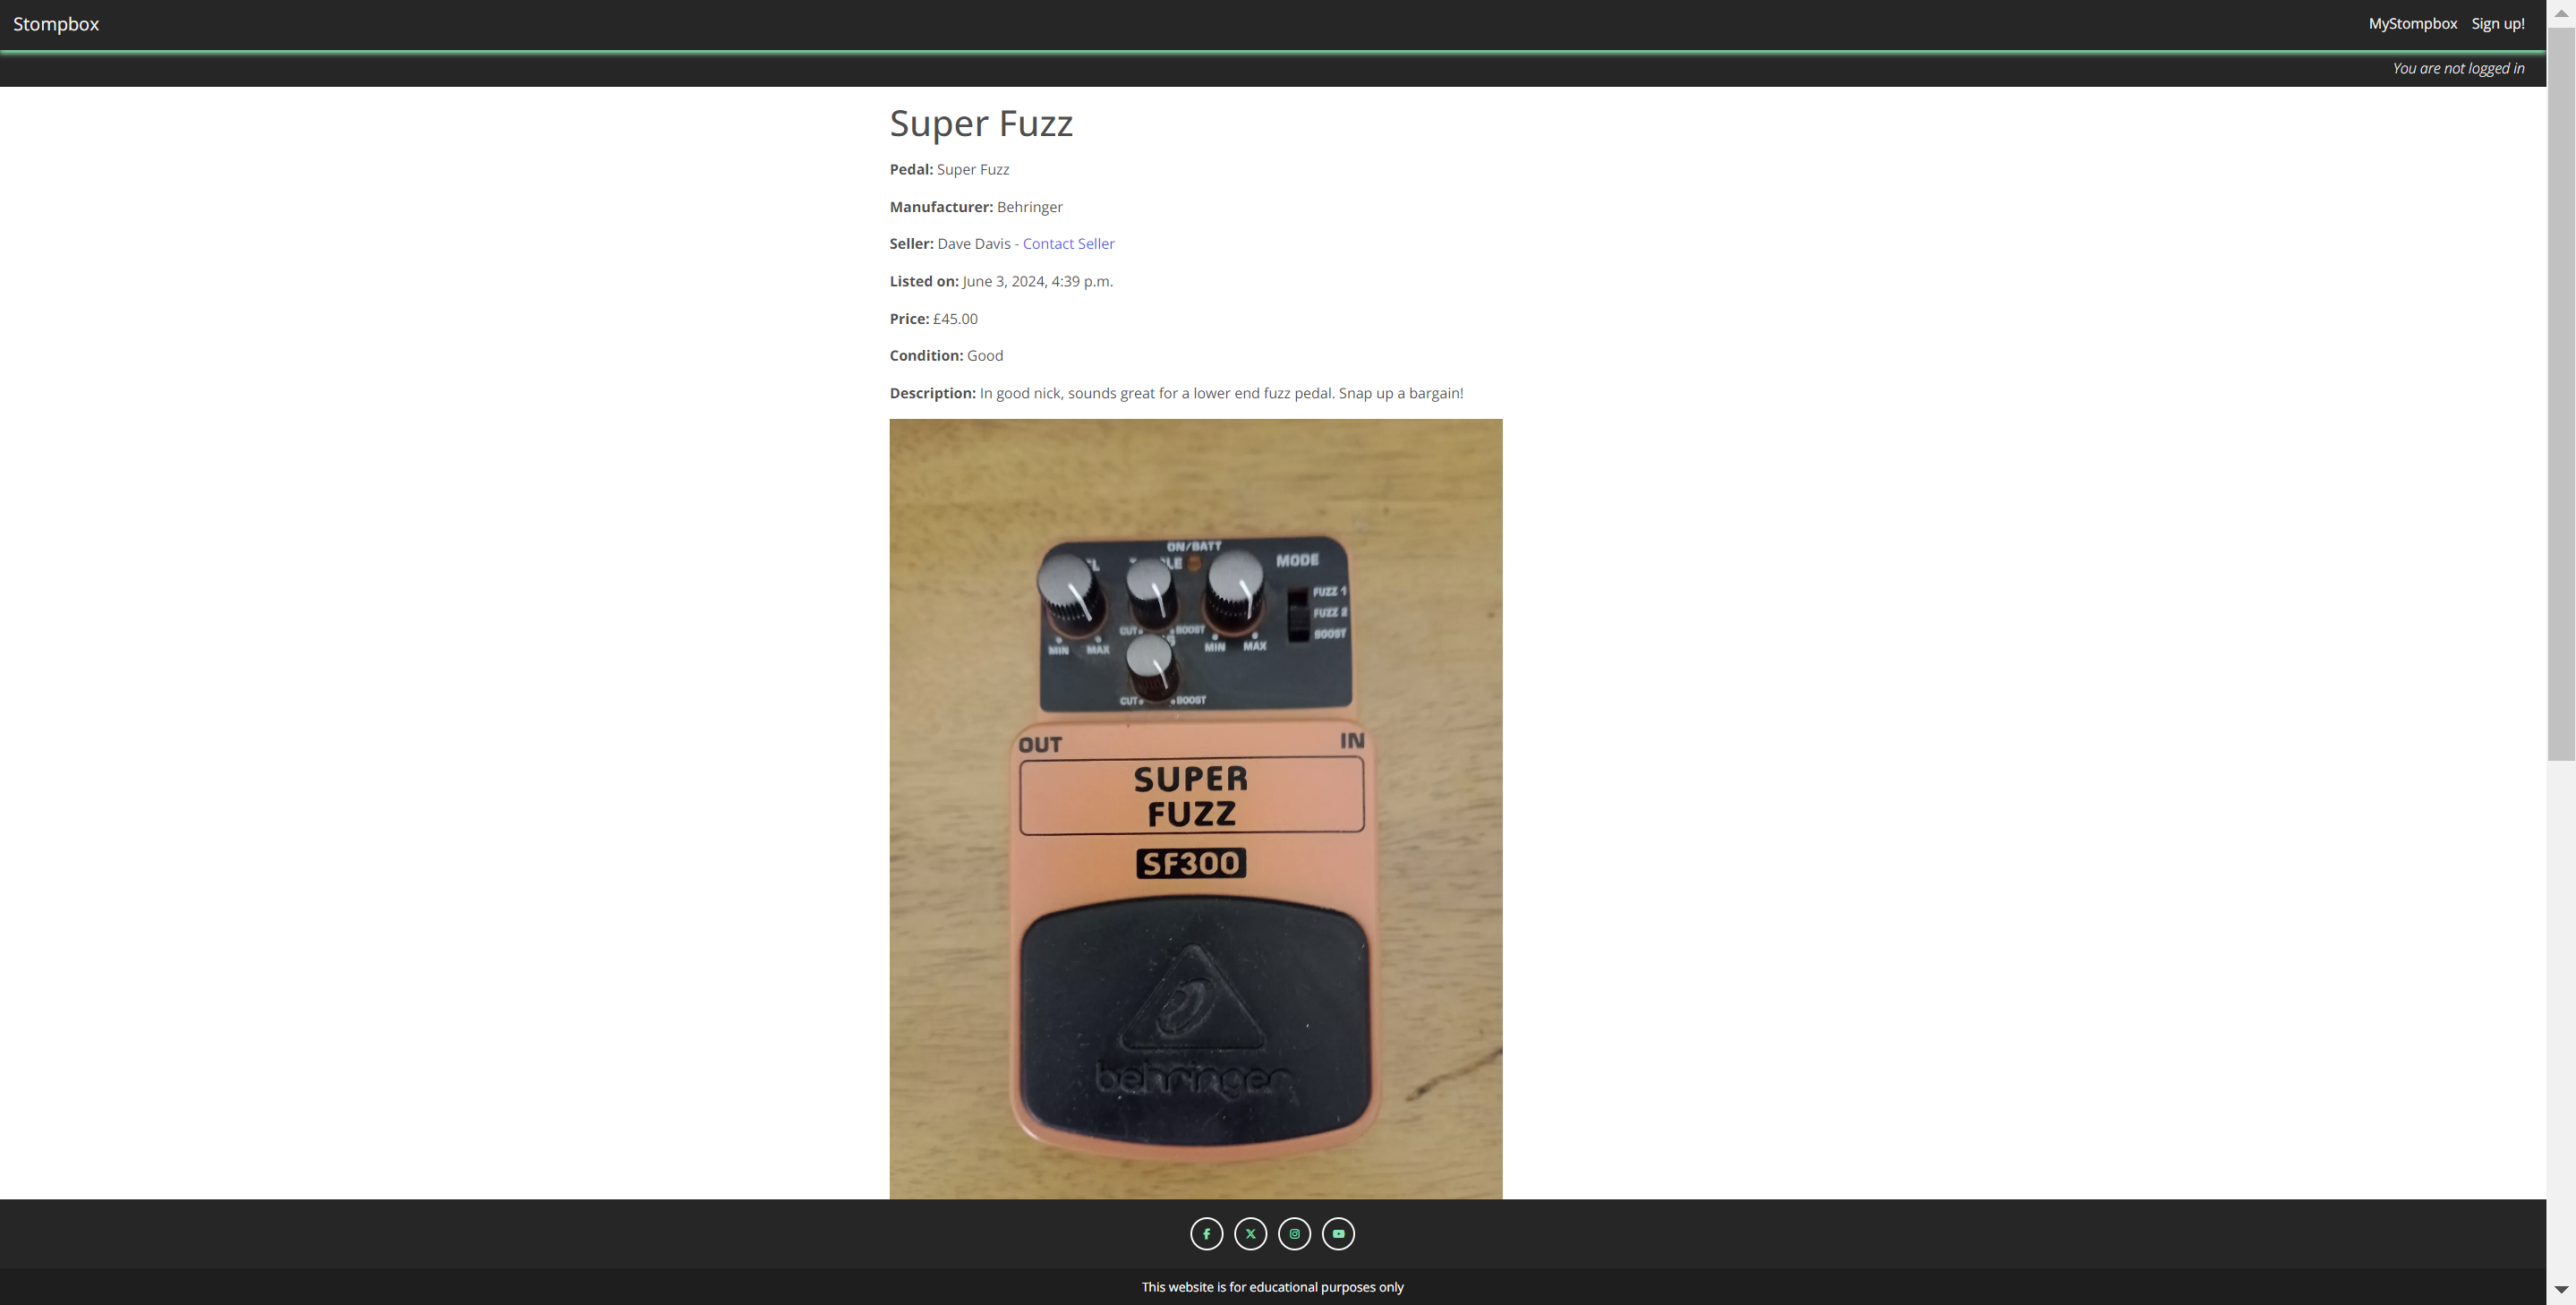 Stompbox
MyStompbox Sign up!
You are not logged in
Super Fuzz
Pedal: Super Fuzz
Manufacturer: Behringer
Seller: Dave Davis - Contact Seller
Listed on: June 3, 2024, 4:39 p.m.
Price: £45.00
Condition: Good
Description: In good nick, sounds great for a lower end fuzz pedal. Snap up a bargain!
ON/BATT
MODE
FUZZ 1
FUZZ 2
BOOST
CUT BOOST
MIN MAX
MIN MAX
CUT BOOST
OUT IN
SUPER
FUZZ
SF300
behringer
This website is for educational purposes only